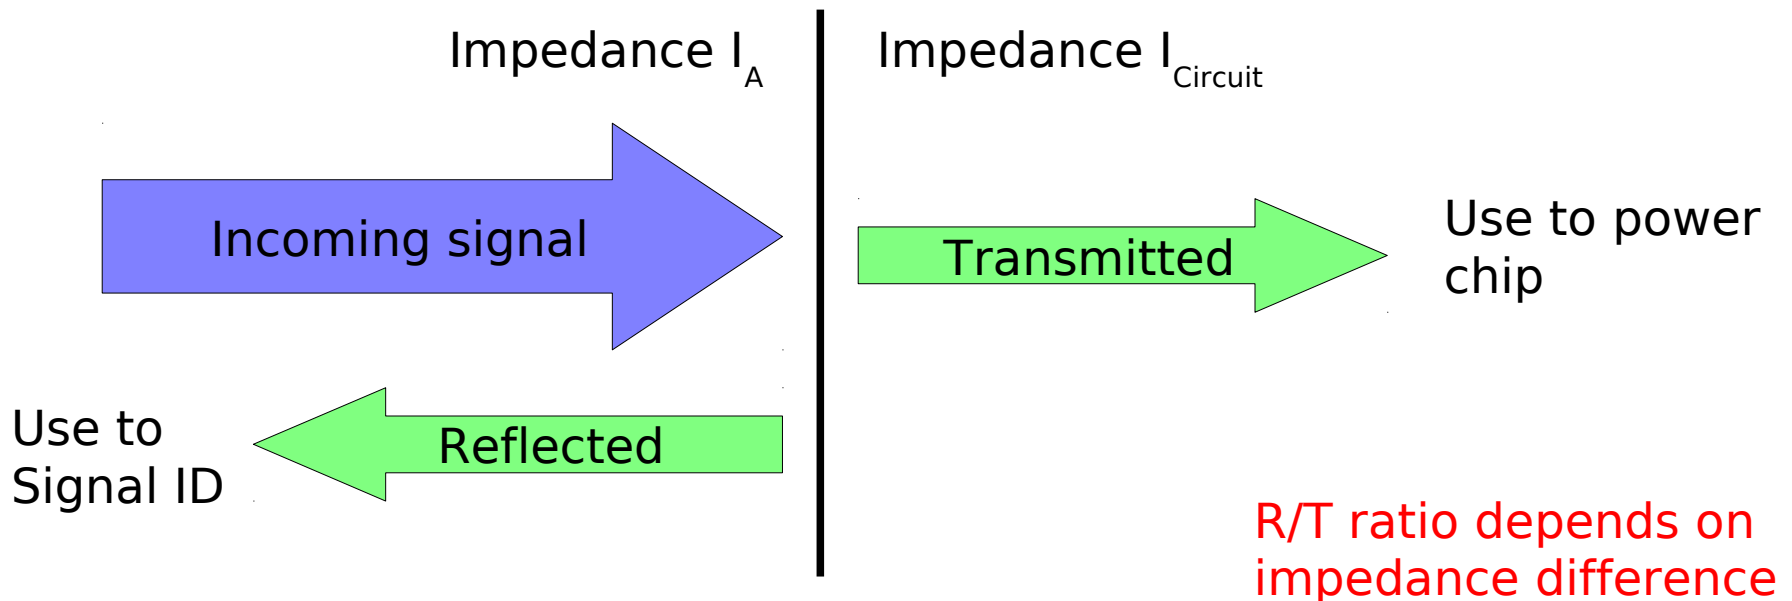 Impedance I_A
Impedance I_Circuit
Incoming signal
Transmitted
Use to power
chip
Use to
Signal ID
Reflected
R/T ratio depends on
impedance difference